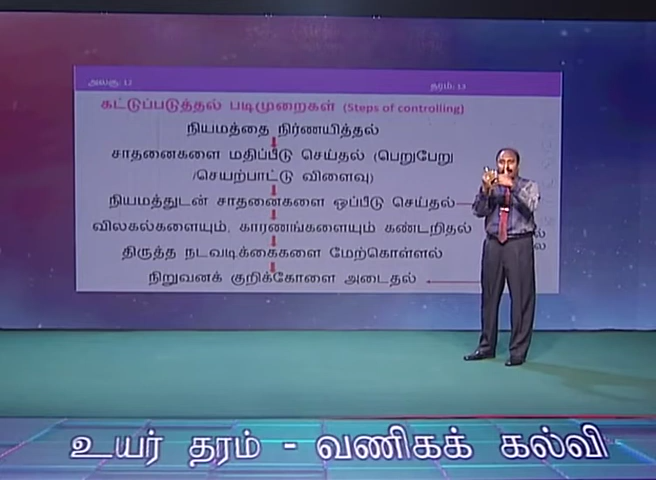 அலகு: 12 தரம்: 13
கட்டுப்படுத்தல் படிமுறைகள் (Steps of controlling)
நியமத்தை நிர்ணயித்தல்
சாதனைகளை மதிப்பீடு செய்தல் (பெறுபேறு
/செயற்பாட்டு விளைவு)
நியமத்துடன் சாதனைகளை ஒப்பீடு செய்தல்
விலகல்களையும், காரணங்களையும் கண்டறிதல்
திருத்த நடவடிக்கைகளை மேற்கொள்ளல்
நிறுவனக் குறிக்கோளை அடைதல்
உயர் தரம் - வணிகக் கல்வி